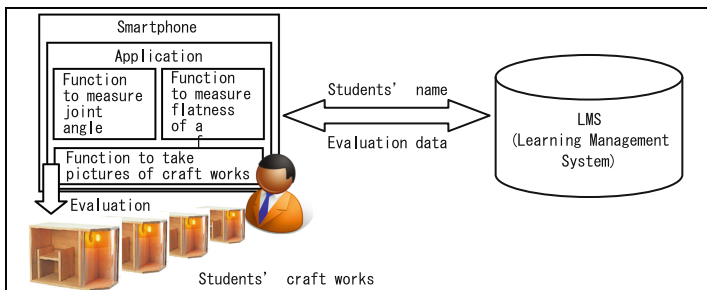 Smartphone
Application
Function
to measure
joint
angle
Function
to measure
flatness
of a
Function to take
pictures of craft works
Evaluation
Students' craft works
Students' name
Evaluation data
LMS
(Learning Management
System)